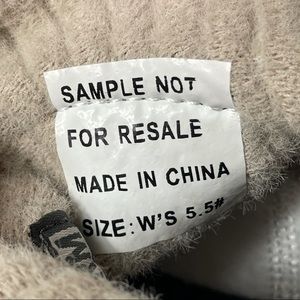 SAMPLE NOT
FOR RESALE
MADE IN CHINA
SIZE: W'S 5.5#